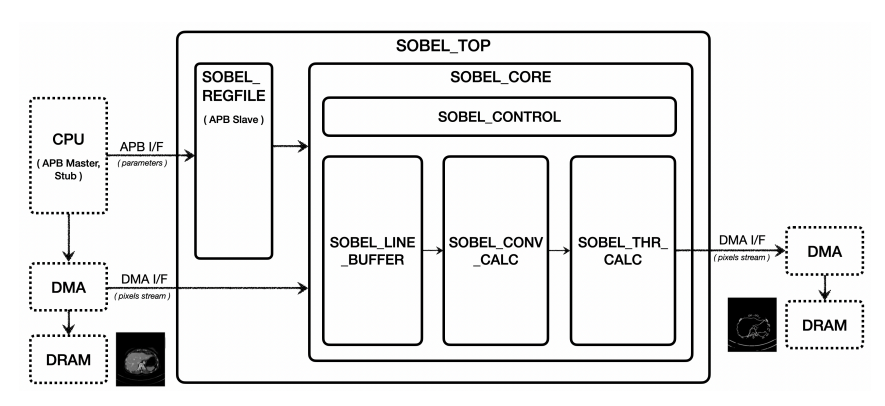 SOBEL_TOP
SOBEL_
REGFILE
( APB Slave )
SOBEL_CORE
SOBEL_CONTROL
CPU
( APB Master,
Stub )
APB I/F
( parameters )
SOBEL_LINE
_BUFFER
SOBEL_CONV
_CALC
SOBEL_THR_
CALC
DMA I/F
( pixels stream )
DMA
DRAM
DMA
DMA I/F
( pixels stream )
DRAM